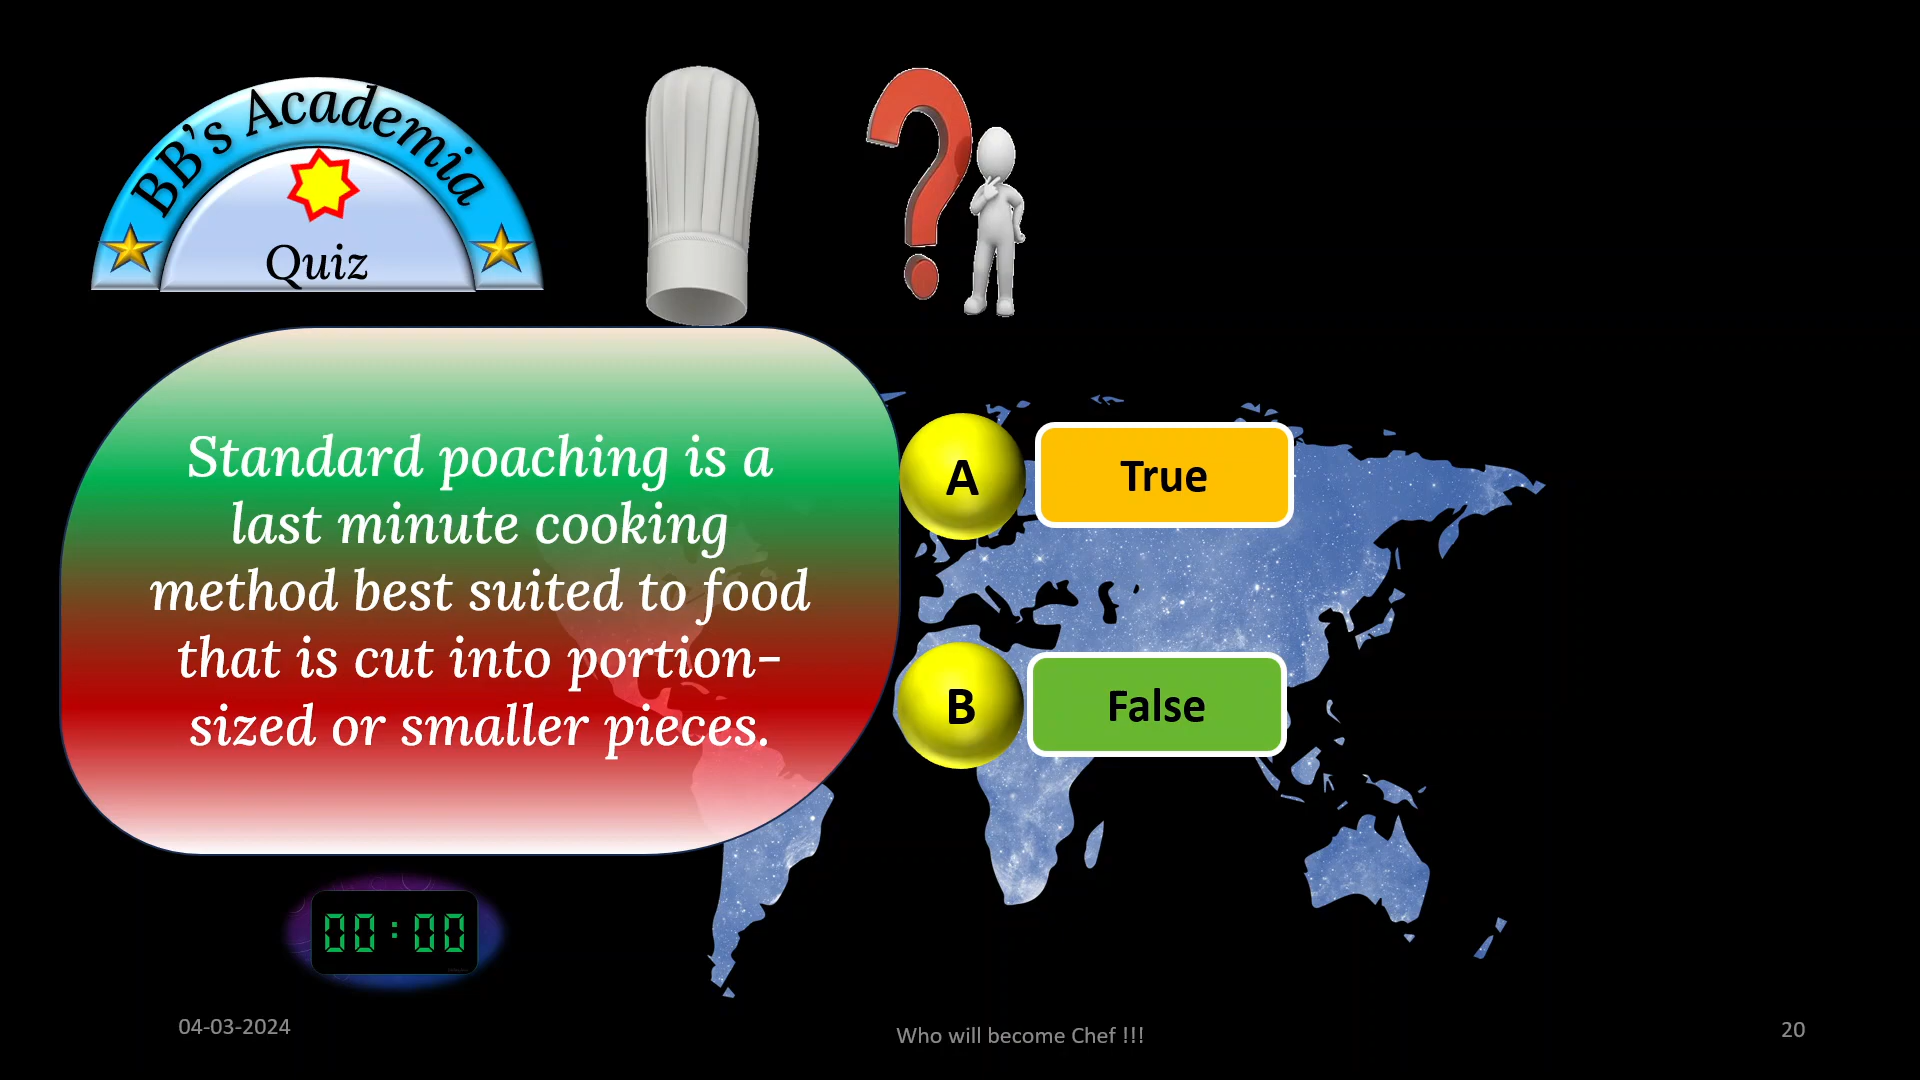 BB's Academia
Quiz
Standard poaching is a
last minute cooking
method best suited to food
that is cut into portion-
sized or smaller pieces.
A
True
B
False
00:00
04-03-2024
Who will become Chef !!!
20